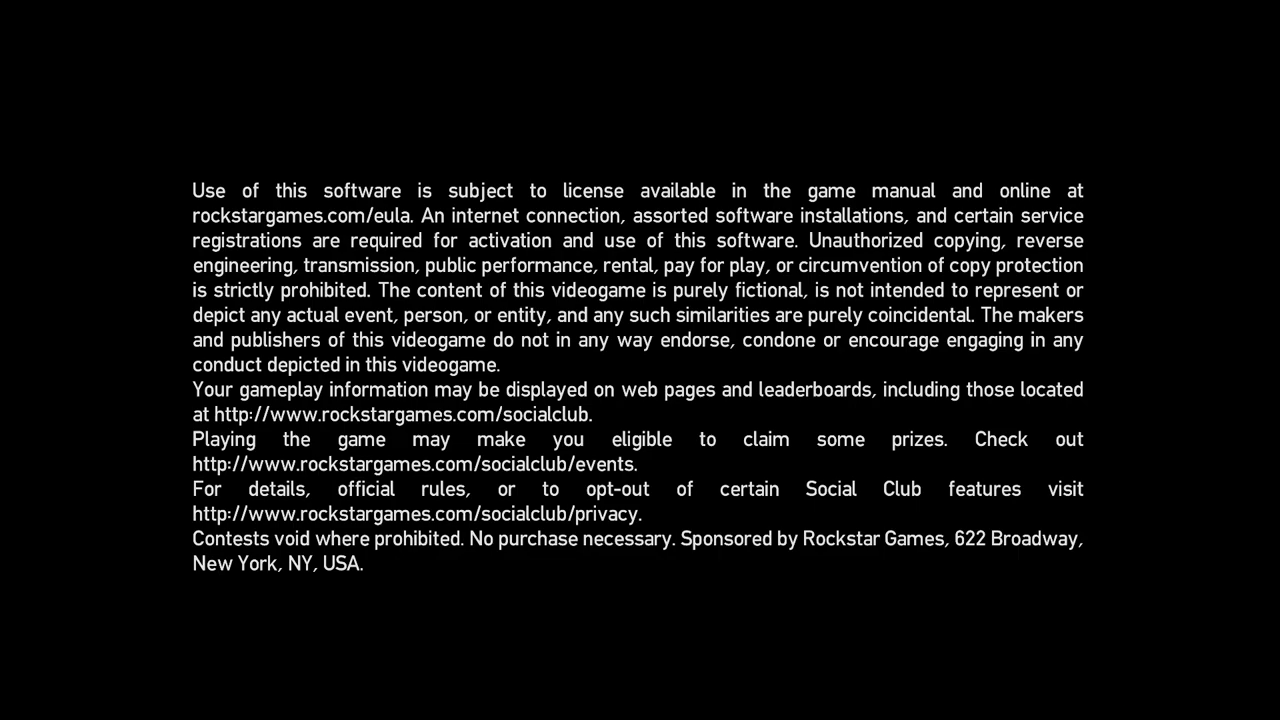 Use of this software is subject to license available in the game manual and online at
rockstargames.com/eula. An internet connection, assorted software installations, and certain service
registrations are required for activation and use of this software. Unauthorized copying, reverse
engineering, transmission, public performance, rental, pay for play, or circumvention of copy protection
is strictly prohibited. The content of this videogame is purely fictional, is not intended to represent or
depict any actual event, person, or entity, and any such similarities are purely coincidental. The makers
and publishers of this videogame do not in any way endorse, condone or encourage engaging in any
conduct depicted in this videogame.
Your gameplay information may be displayed on web pages and leaderboards, including those located
at http://www.rockstargames.com/socialclub.
Playing the game may make you eligible to claim some prizes. Check out
http://www.rockstargames.com/socialclub/events.
For details, official rules, or to opt-out of certain Social Club features visit
http://www.rockstargames.com/socialclub/privacy.
Contests void where prohibited. No purchase necessary. Sponsored by Rockstar Games, 622 Broadway,
New York, NY, USA.